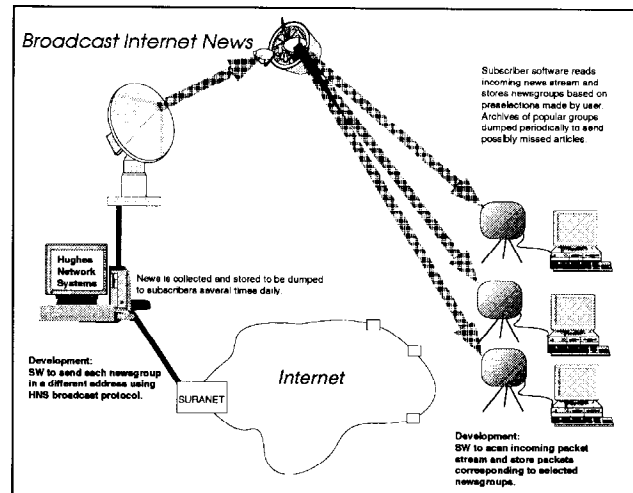 Broadcast Internet News
Subscriber software reads
incoming news stream and
stores newsgroups based on
preselections made by user.
Archives of popular groups
dumped periodically to send
possibly missed articles
Hughes
Network
Systems
News is collected and stored to be dumped
to subscribers several times daily.
Development:
SW to send each newsgroup
in a different address using
HNS broadcast protocol.
SURANET
Internet
Development:
SW to scan incoming packet
stream and store packets
corresponding to selected
newsgroups.